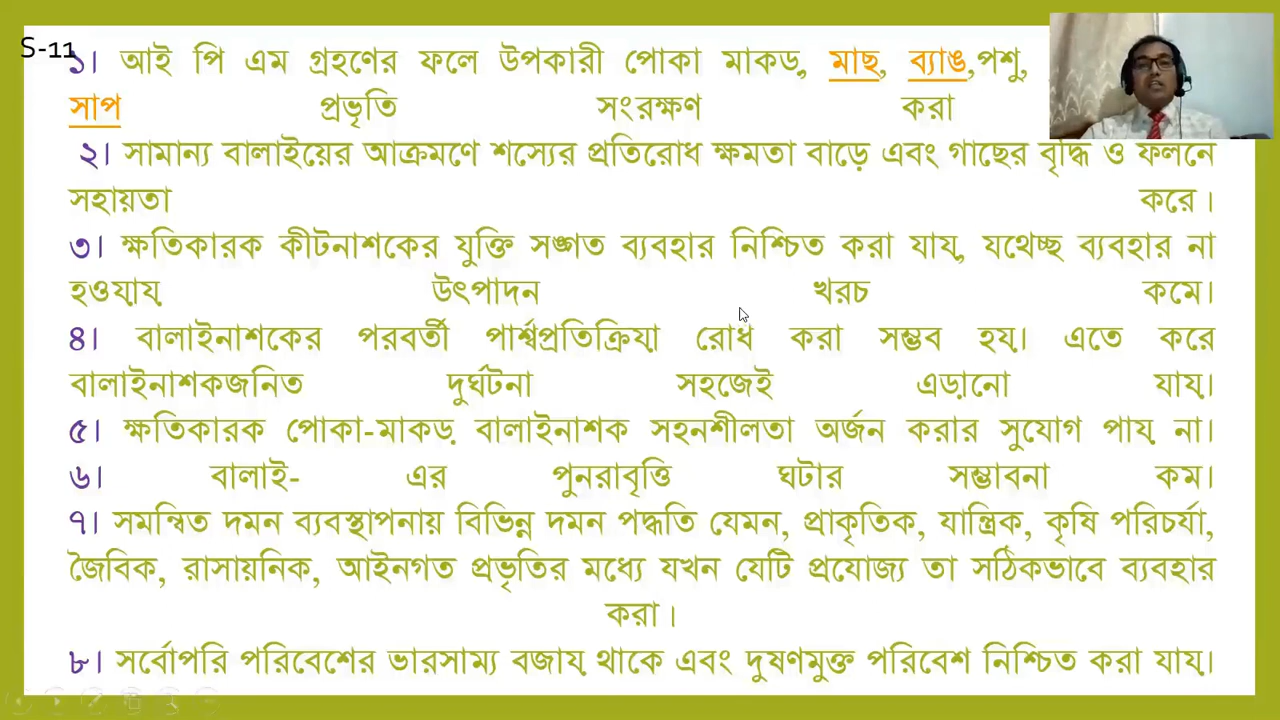 S-11
১। আই পি এম গ্রহণের ফলে উপকারী পোকা মাকড়, মাছ, ব্যাঙ,পশু,
সাপ প্রভৃতি সংরক্ষণ করা
২। সামান্য বালাইয়ের আক্রমণে শস্যের প্রতিরোধ ক্ষমতা বাড়ে এবং গাছের বৃদ্ধি ও ফলনে
সহায়তা করে।
৩। ক্ষতিকারক কীটনাশকের যুক্তি সঙ্গত ব্যবহার নিশ্চিত করা যায়, যথেচ্ছ ব্যবহার না
হওয়ায় উৎপাদন খরচ কমে।
৪। বালাইনাশকের পরবর্তী পার্শ্বপ্রতিক্রিয়া রোধ করা সম্ভব হয়। এতে করে
বালাইনাশকজনিত দুর্ঘটনা সহজেই এড়ানো যায়।
৫। ক্ষতিকারক পোকা-মাকড় বালাইনাশক সহনশীলতা অর্জন করার সুযোগ পায় না।
৬। বালাই- এর পুনরাবৃত্তি ঘটার সম্ভাবনা কম।
৭। সমন্বিত দমন ব্যবস্থাপনায় বিভিন্ন দমন পদ্ধতি যেমন, প্রাকৃতিক, যান্ত্রিক, কৃষি পরিচর্যা,
জৈবিক, রাসায়নিক, আইনগত প্রভৃতির মধ্যে যখন যেটি প্রযোজ্য তা সঠিকভাবে ব্যবহার
করা।
৮। সর্বোপরি পরিবেশের ভারসাম্য বজায় থাকে এবং দুষণমুক্ত পরিবেশ নিশ্চিত করা যায়।